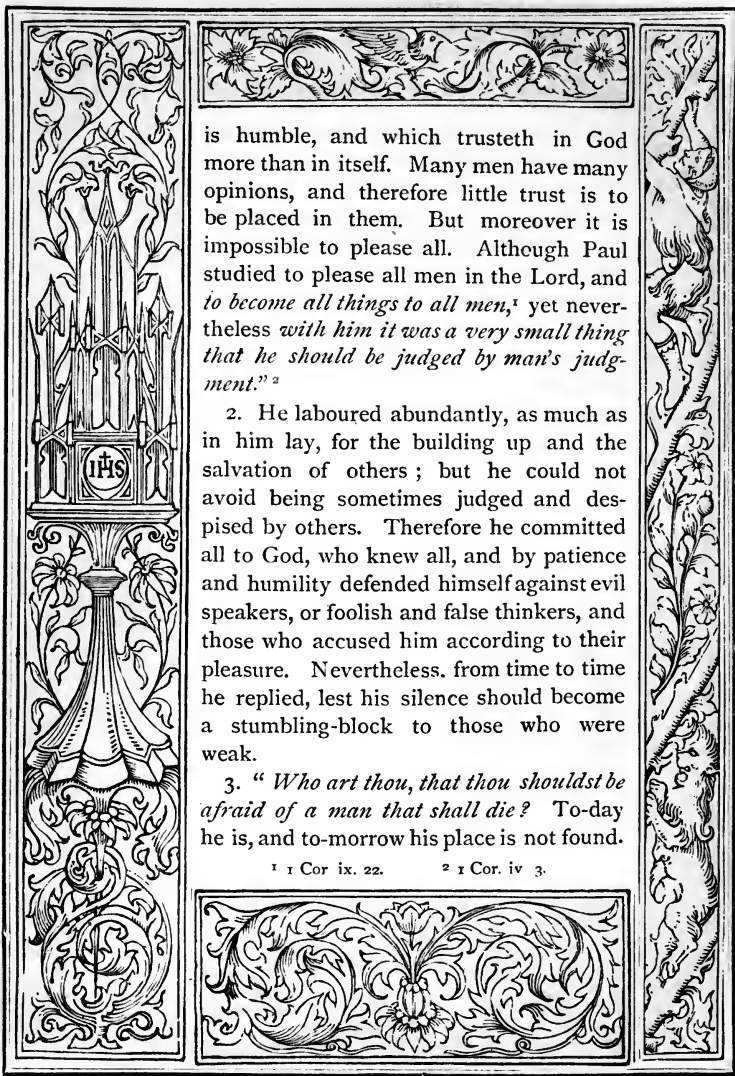 is humble, and which trusteth in God
more than in itself. Many men have many
opinions, and therefore little trust is to
be placed in them. But moreover it is
impossible to please all. Although Paul
studied to please all men in the Lord, and
to become all things to all men,¹ yet never-
theless with him it was a very small thing
that he should be judged by man's judg-
ment." ²
2. He laboured abundantly, as much as
in him lay, for the building up and the
salvation of others ; but he could not
avoid being sometimes judged and des-
pised by others. Therefore he committed
all to God, who knew all, and by patience
and humility defended himself against evil
speakers, or foolish and false thinkers, and
those who accused him according to their
pleasure. Nevertheless. from time to time
he replied, lest his silence should become
a stumbling-block to those who were
weak.
3. " Who art thou, that thou shouldst be
afraid of a man that shall die ? To-day
he is, and to-morrow his place is not found.
¹ 1 Cor ix. 22. ² 1 Cor. iv 3.
IHS